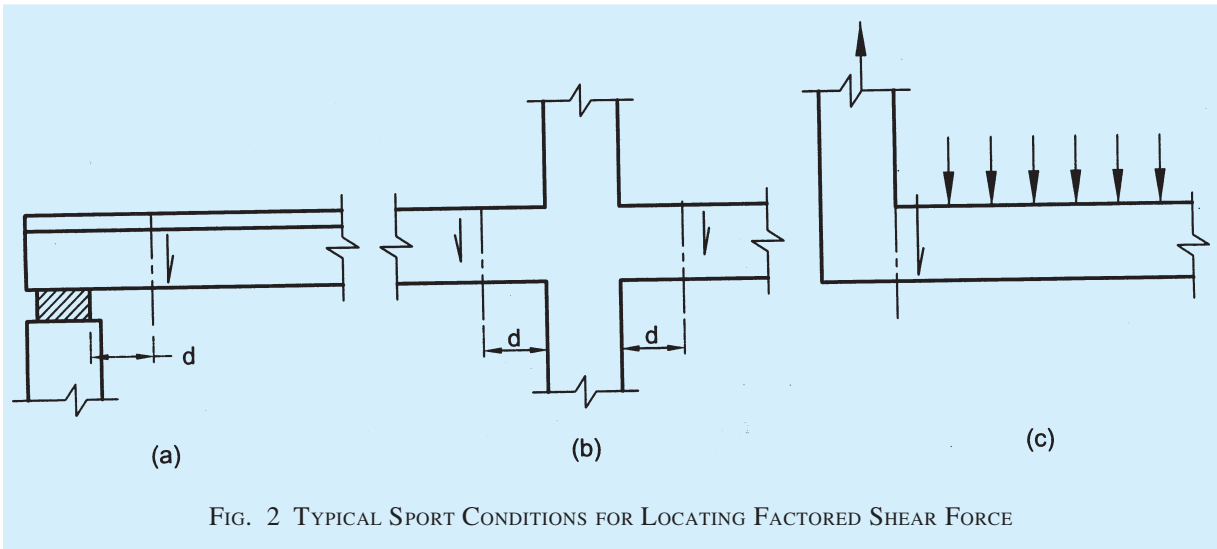 d
d
d
(a)
(b)
(c)
FIG. 2 TYPICAL SPORT CONDITIONS FOR LOCATING FACTORED SHEAR FORCE